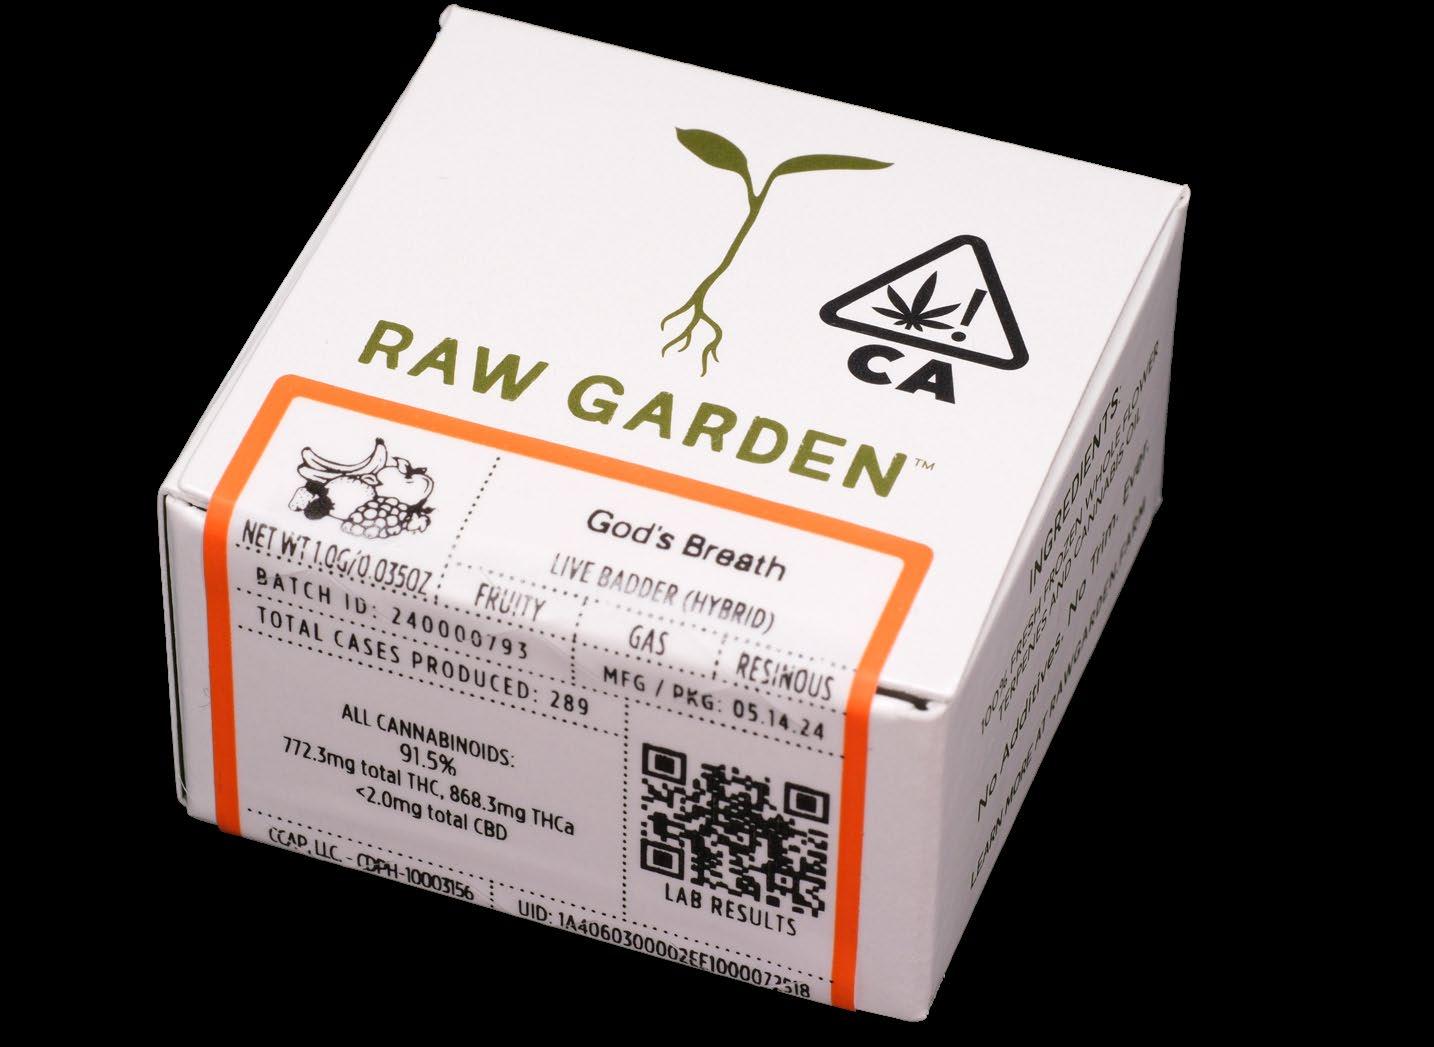 RAW GARDEN™
CA
God's Breath
LIVE BADDER (HYBRID)
NET WT 1.0G/0.035OZ
FRUITY
GAS
RESINOUS
BATCH ID: 240000793
TOTAL CASES PRODUCED: 289
MFG / PKG: 05.14.24
ALL CANNABINOIDS:
91.5%
772.3mg total THC, 868.3mg THCa
<2.0mg total CBD
LAB RESULTS
CCAP, LLC. - CDPH-10003156
UID:
INGREDIENTS:
100% FRESH FROZEN WHOLE FLOWER
TERPENES AND CANNABIS OIL
No Additives. No Trim. Ever.
LEARN MORE AT RAWGARDEN.FARM